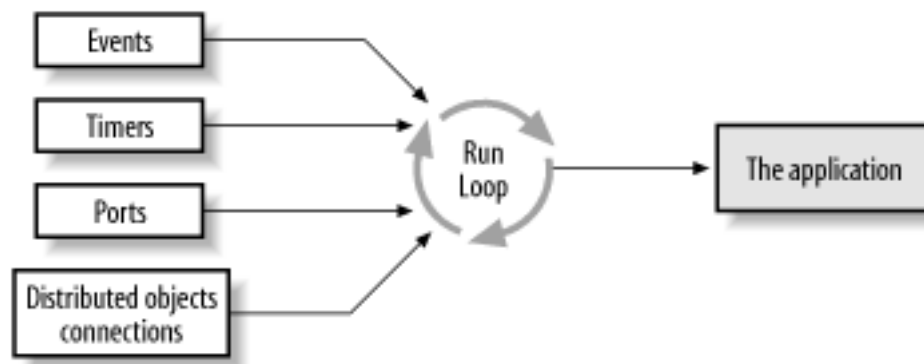 Events
Timers
Ports
Distributed objects
connections
Run
Loop
The application